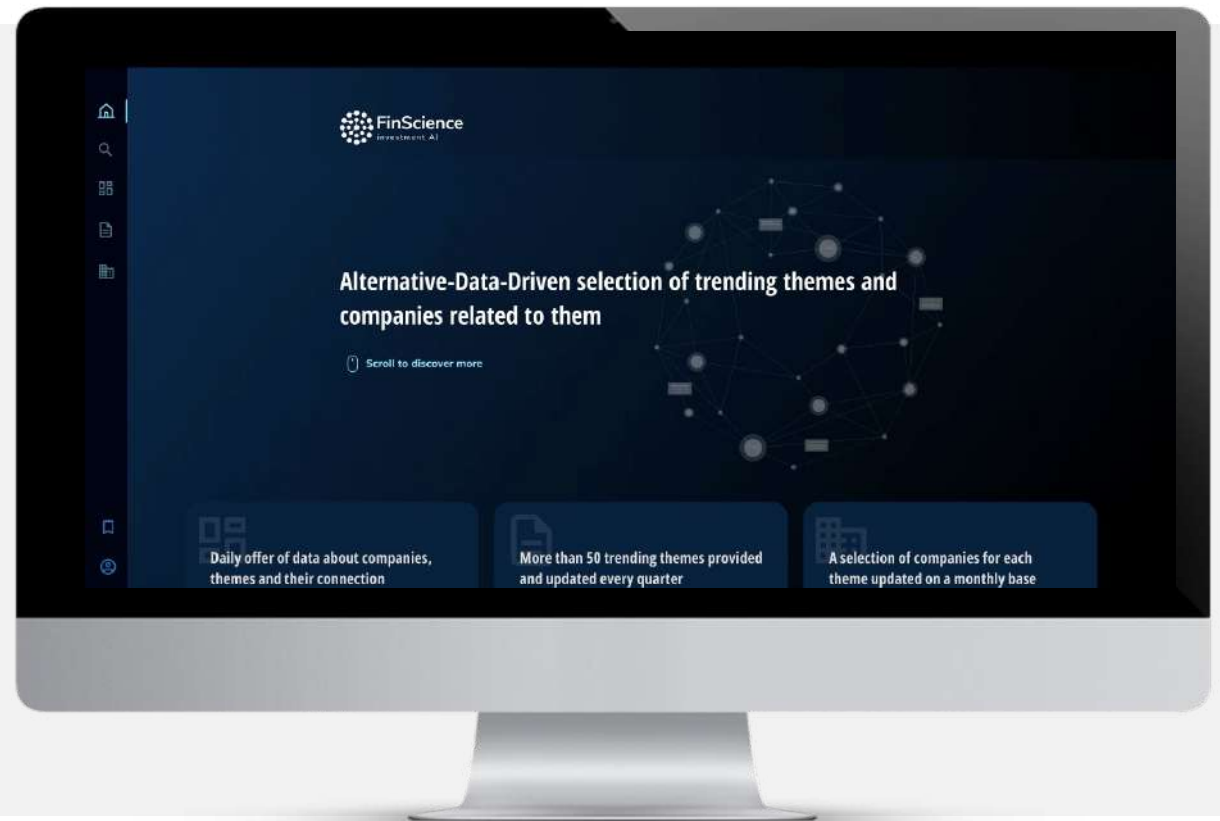 FinScience
investment AI
Alternative-Data-Driven selection of trending themes and
companies related to them
Scroll to discover more
Daily offer of data about companies,
themes and their connection
More than 50 trending themes provided
and updated every quarter
A selection of companies for each
theme updated on a monthly base